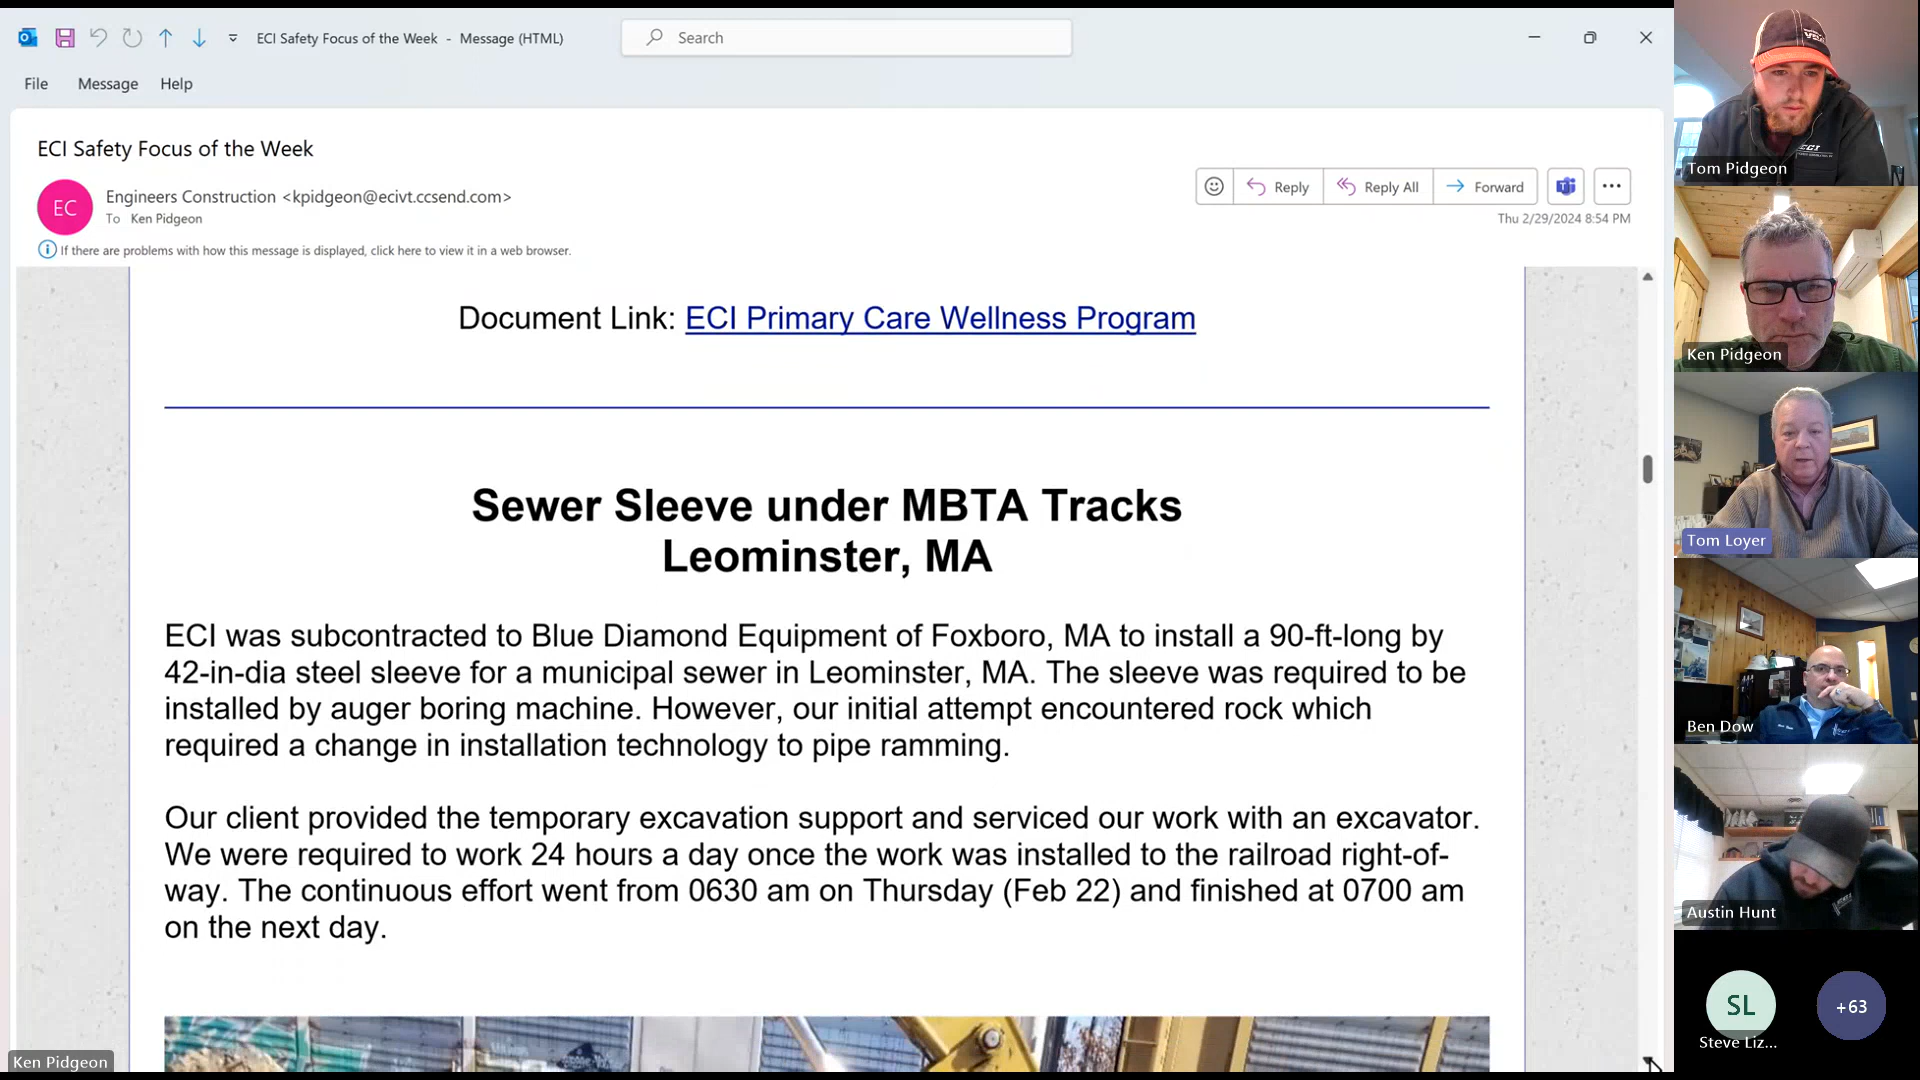 ECI Safety Focus of the Week - Message (HTML)
Search
File Message Help
ECI Safety Focus of the Week
EC
Engineers Construction <kpidgeon@ecivt.ccsend.com>
To Ken Pidgeon
Reply
Reply All
Forward
Thu 2/29/2024 8:54 PM
If there are problems with how this message is displayed, click here to view it in a web browser.
Document Link: ECI Primary Care Wellness Program
Sewer Sleeve under MBTA Tracks
Leominster, MA
ECI was subcontracted to Blue Diamond Equipment of Foxboro, MA to install a 90-ft-long by
42-in-dia steel sleeve for a municipal sewer in Leominster, MA. The sleeve was required to be
installed by auger boring machine. However, our initial attempt encountered rock which
required a change in installation technology to pipe ramming.
Our client provided the temporary excavation support and serviced our work with an excavator.
We were required to work 24 hours a day once the work was installed to the railroad right-of-
way. The continuous effort went from 0630 am on Thursday (Feb 22) and finished at 0700 am
on the next day.
Ken Pidgeon
ECI
Tom Pidgeon
Ken Pidgeon
Tom Loyer
Ben Dow
Austin Hunt
SL
Steve Liz...
+63